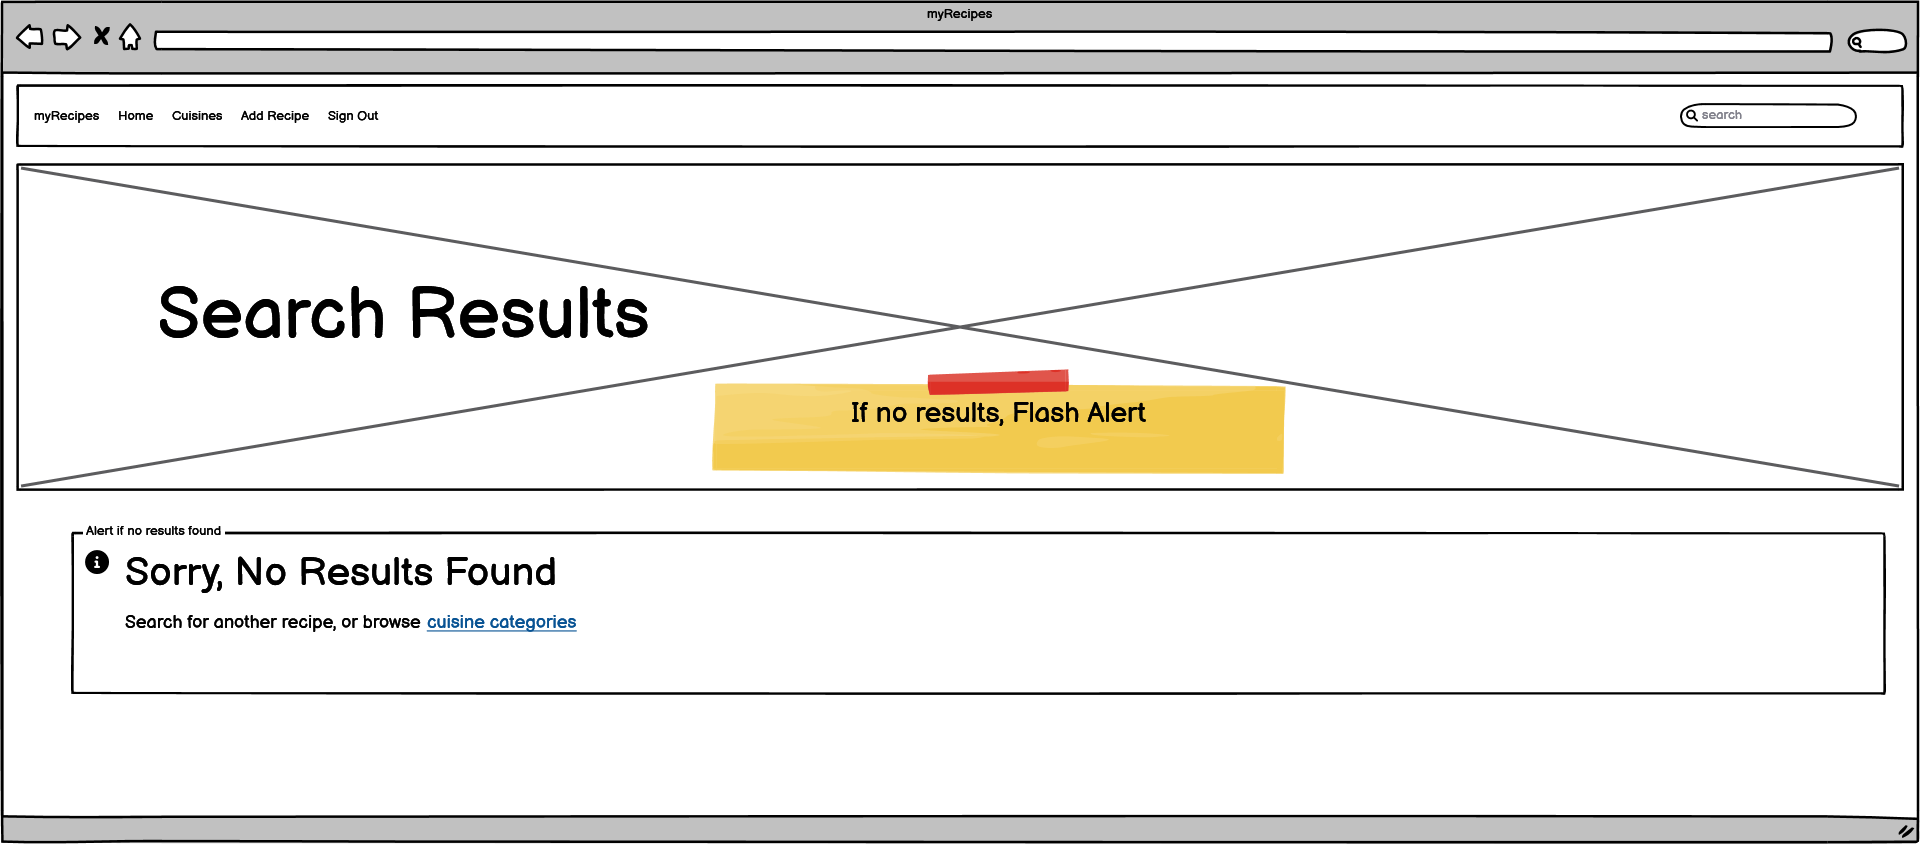 myRecipes
myRecipes Home Cuisines Add Recipe Sign Out search
Search Results
If no results, Flash Alert
Alert if no results found
Sorry, No Results Found
Search for another recipe, or browse cuisine categories